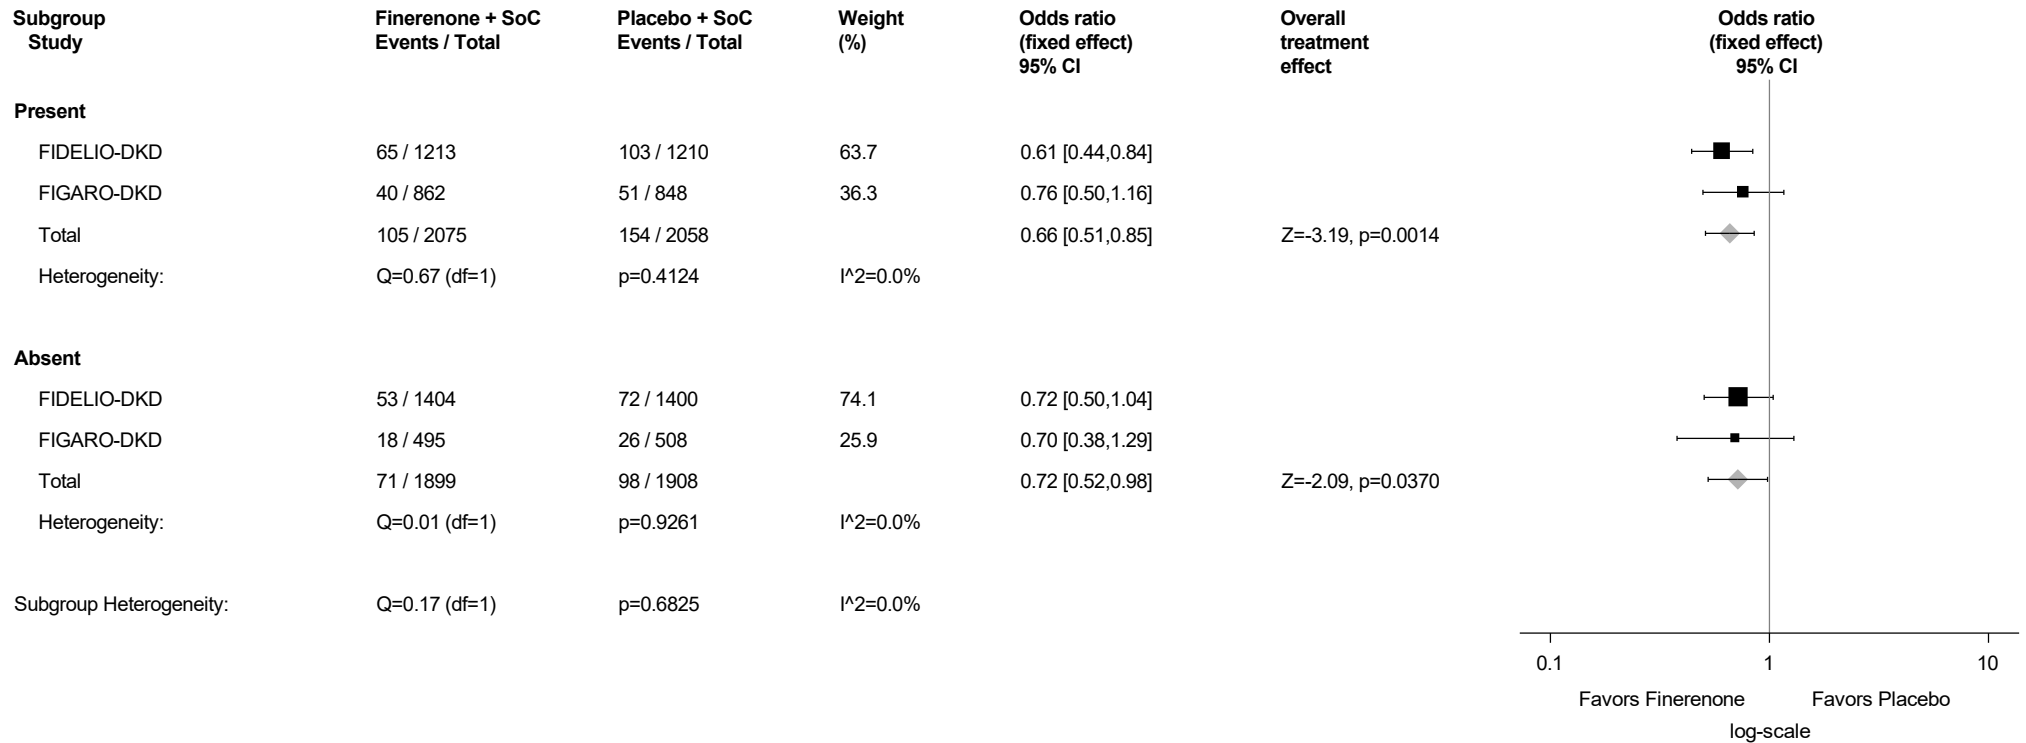 Subgroup Finerenone + SoC Placebo + SoC Weight Odds ratio Overall Odds ratio
Study Events / Total Events / Total (%) (fixed effect) treatment (fixed effect)
95% CI effect 95% CI
Present
FIDELIO-DKD 65 / 1213 103 / 1210 63.7 0.61 [0.44,0.84]
FIGARO-DKD 40 / 862 51 / 848 36.3 0.76 [0.50,1.16]
Total 105 / 2075 154 / 2058 0.66 [0.51,0.85] Z=-3.19, p=0.0014
Heterogeneity: Q=0.67 (df=1) p=0.4124 I^2=0.0%
Absent
FIDELIO-DKD 53 / 1404 72 / 1400 74.1 0.72 [0.50,1.04]
FIGARO-DKD 18 / 495 26 / 508 25.9 0.70 [0.38,1.29]
Total 71 / 1899 98 / 1908 0.72 [0.52,0.98] Z=-2.09, p=0.0370
Heterogeneity: Q=0.01 (df=1) p=0.9261 I^2=0.0%
Subgroup Heterogeneity: Q=0.17 (df=1) p=0.6825 I^2=0.0%
0.1 1 10
Favors Finerenone Favors Placebo
log-scale